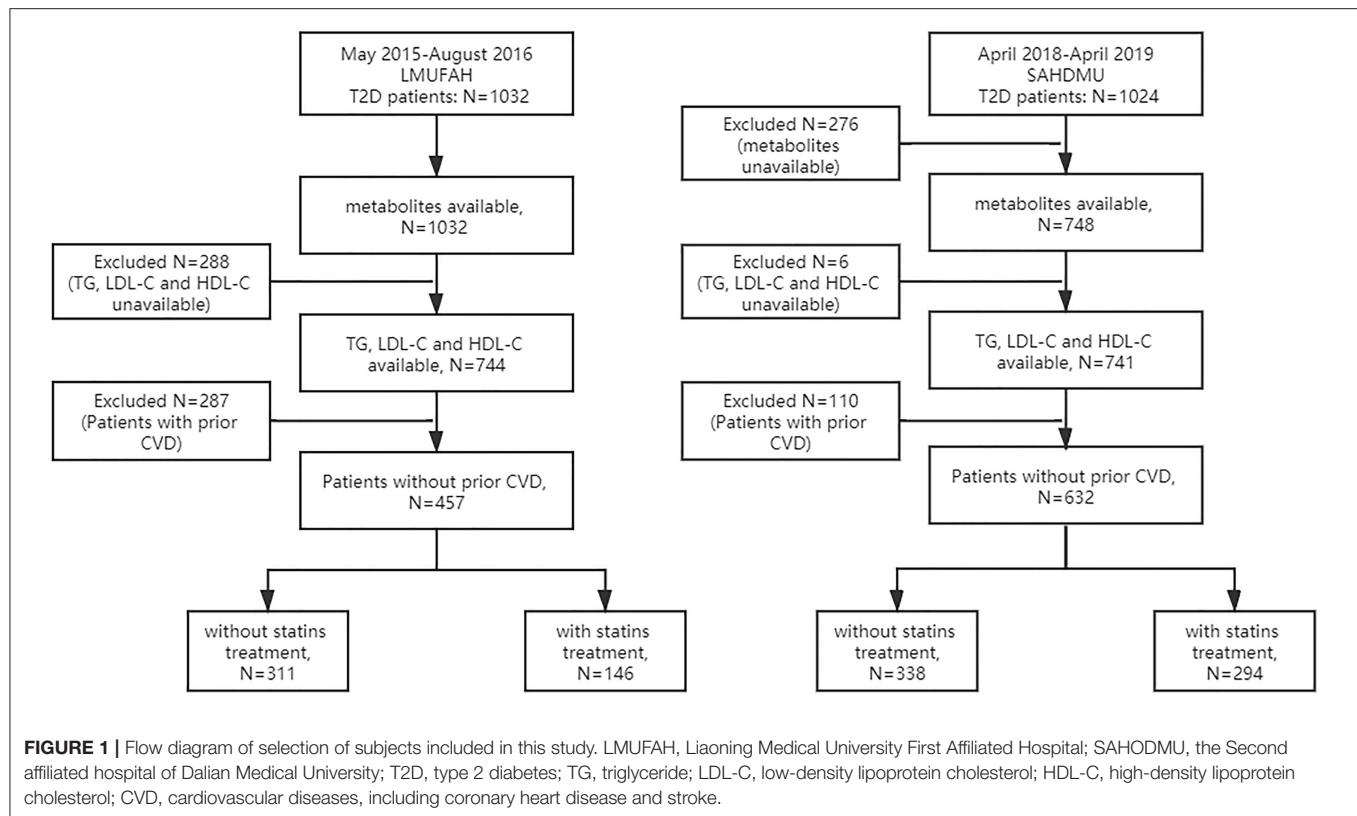 May 2015-August 2016
LMUFAH
T2D patients: N=1032
metabolites available,
N=1032
Excluded N=288
(TG, LDL-C and HDL-C
unavailable)
TG, LDL-C and HDL-C
available, N=744
Excluded N=287
(Patients with prior
CVD)
Patients without prior CVD,
N=457
without statins
treatment,
N=311
with statins
treatment,
N=146
April 2018-April 2019
SAHDMU
T2D patients: N=1024
Excluded N=276
(metabolites
unavailable)
metabolites available,
N=748
Excluded N=6
(TG, LDL-C and HDL-C
unavailable)
TG, LDL-C and HDL-C
available, N=741
Excluded N=110
(Patients with prior
CVD)
Patients without prior CVD,
N=632
without statins
treatment,
N=338
with statins
treatment,
N=294
FIGURE 1 | Flow diagram of selection of subjects included in this study. LMUFAH, Liaoning Medical University First Affiliated Hospital; SAHODMU, the Second
affiliated hospital of Dalian Medical University; T2D, type 2 diabetes; TG, triglyceride; LDL-C, low-density lipoprotein cholesterol; HDL-C, high-density lipoprotein
cholesterol; CVD, cardiovascular diseases, including coronary heart disease and stroke.